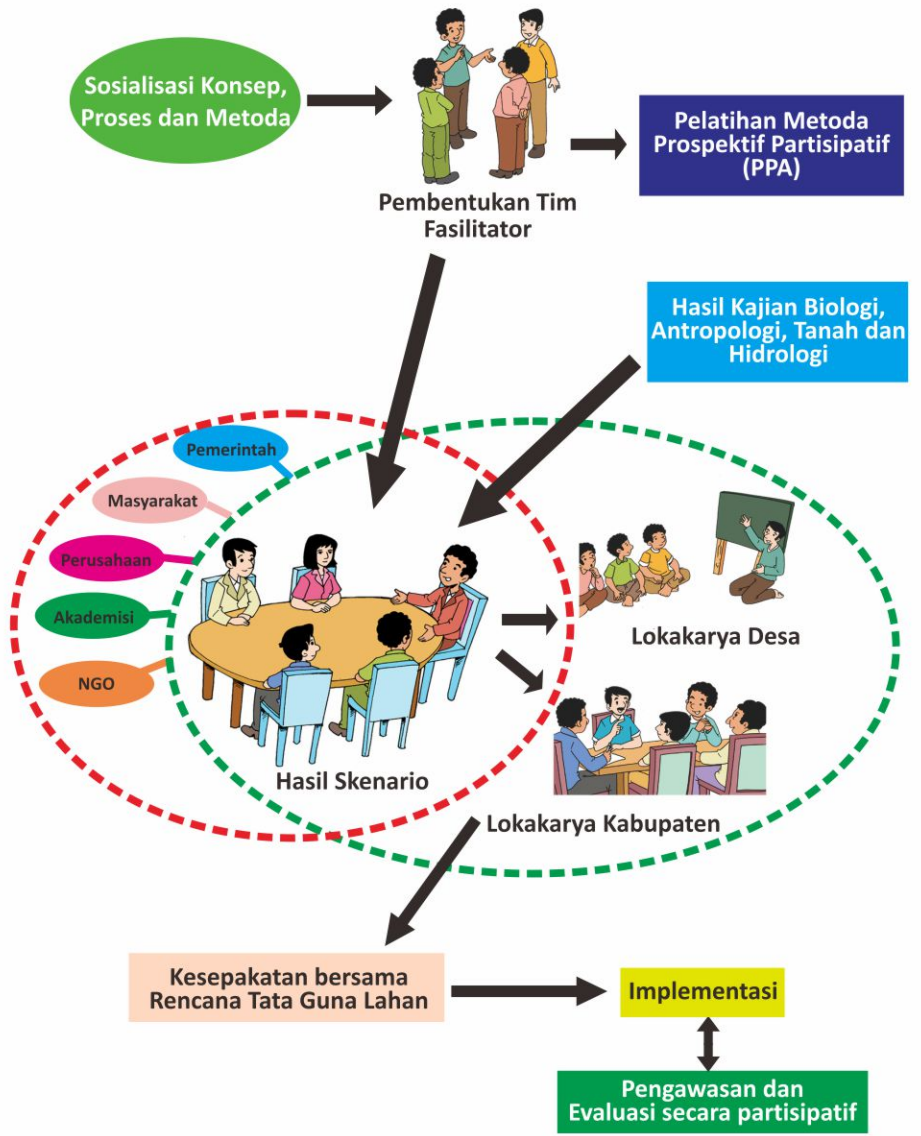 Sosialisasi Konsep,
Proses dan Metoda
Pelatihan Metoda
Prospektif Partisipatif
(PPA)
Pembentukan Tim
Fasilitator
Hasil Kajian Biologi,
Antropologi, Tanah dan
Hidrologi
Pemerintah
Masyarakat
Perusahaan
Akademisi
NGO
Lokakarya Desa
Hasil Skenario
Lokakarya Kabupaten
Kesepakatan bersama
Rencana Tata Guna Lahan
Implementasi
Pengawasan dan
Evaluasi secara partisipatif